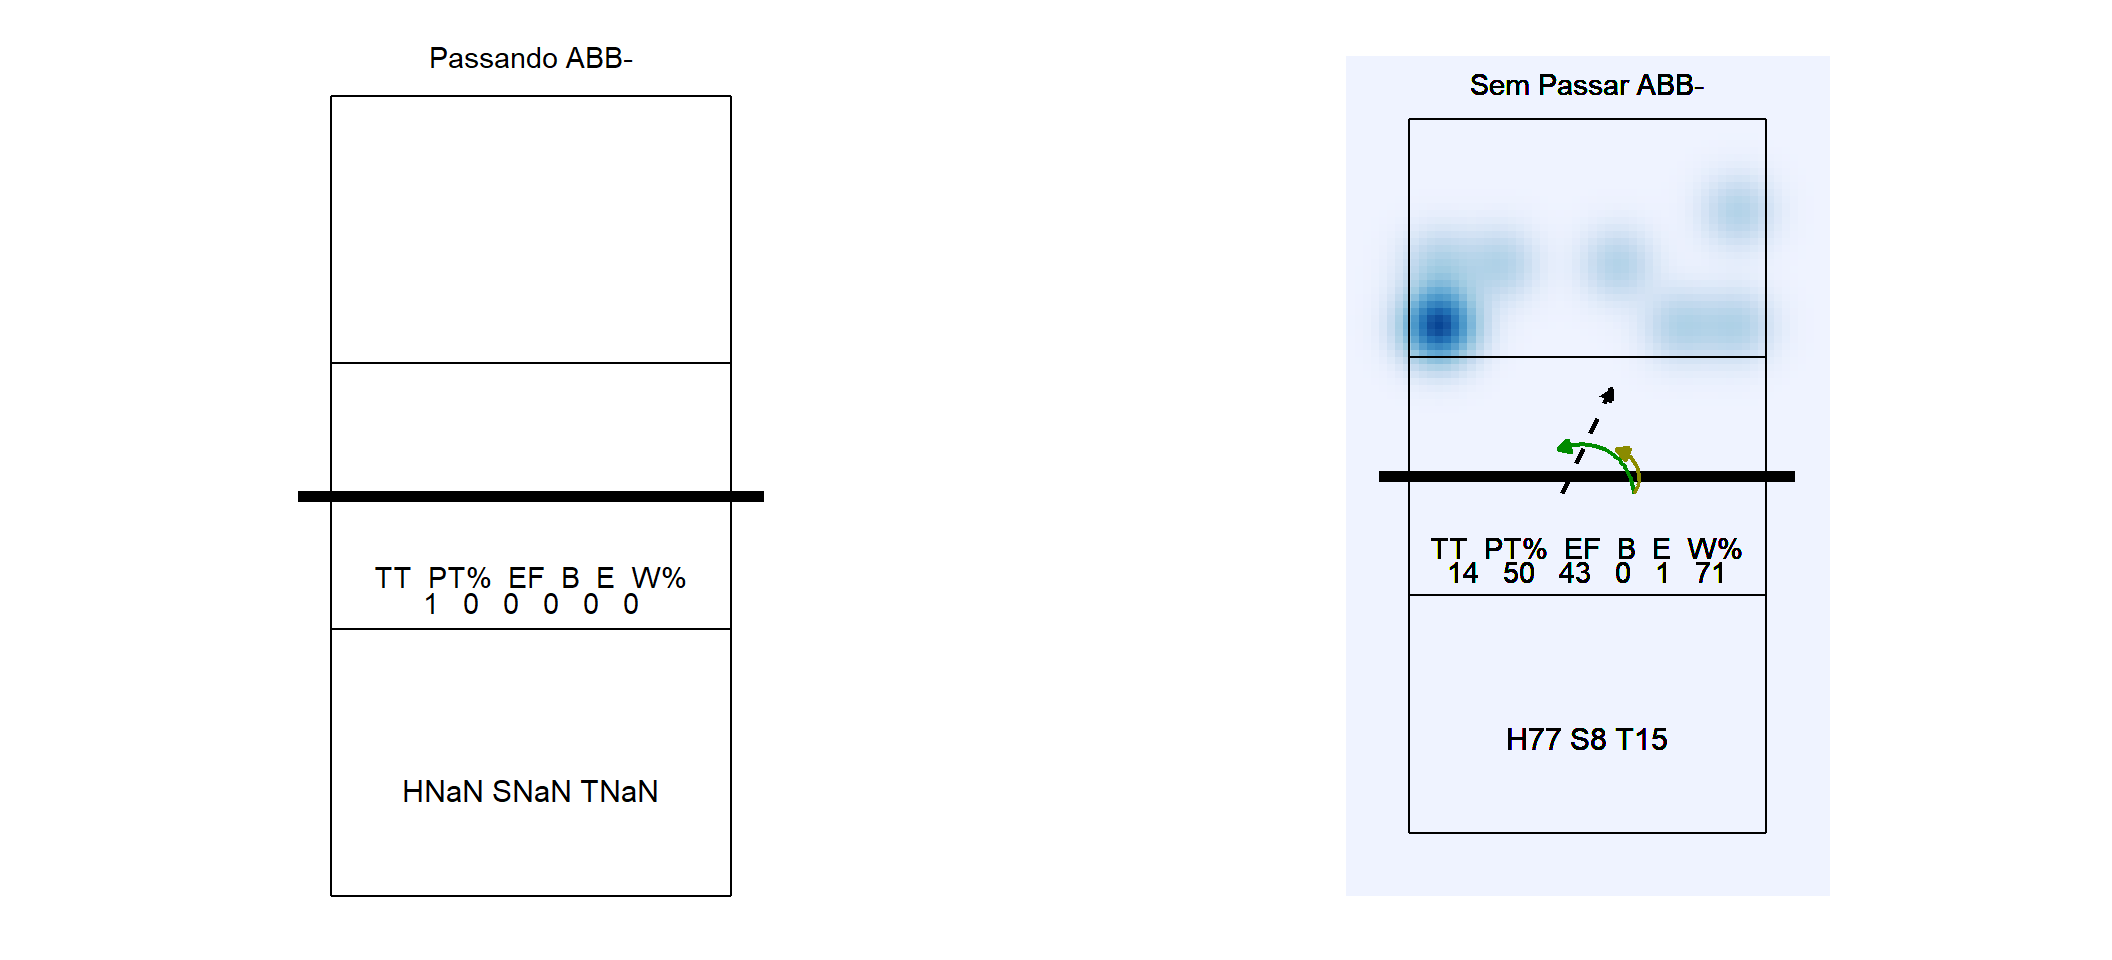 Passando ABB-
TT PT% EF B E W%
1 0 0 0 0 0
HNaN SNaN TNaN
Sem Passar ABB-
TT PT% EF B E W%
14 50 43 0 1 71
H77 S8 T15